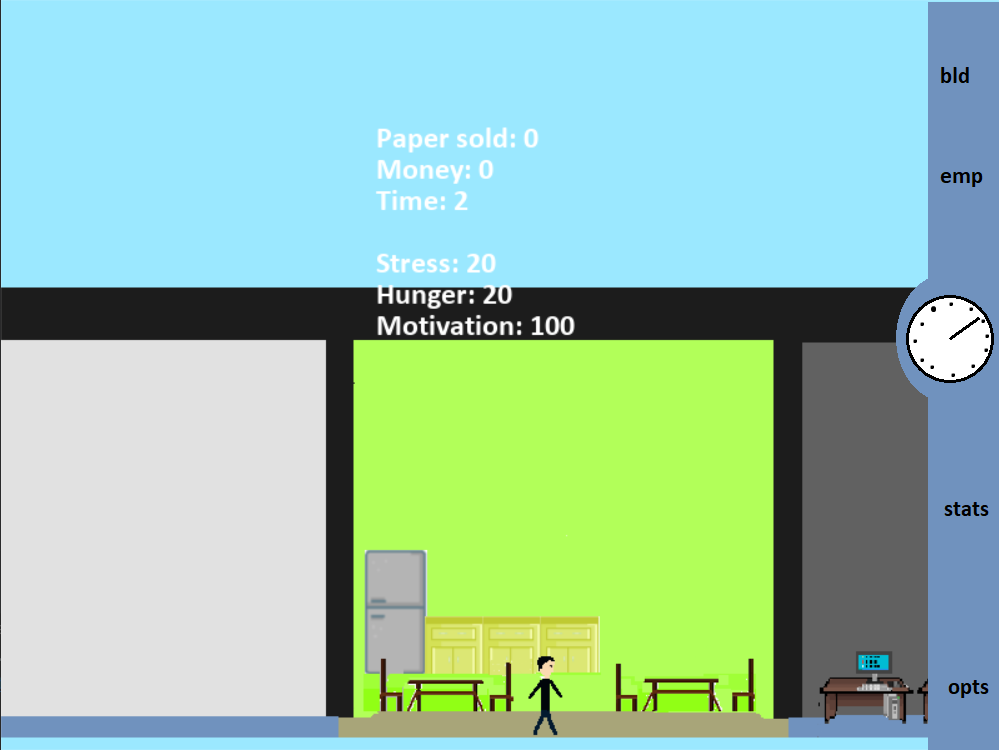 Paper sold: 0
Money: 0
Time: 2
Stress: 20
Hunger: 20
Motivation: 100
bld
emp
stats
opts